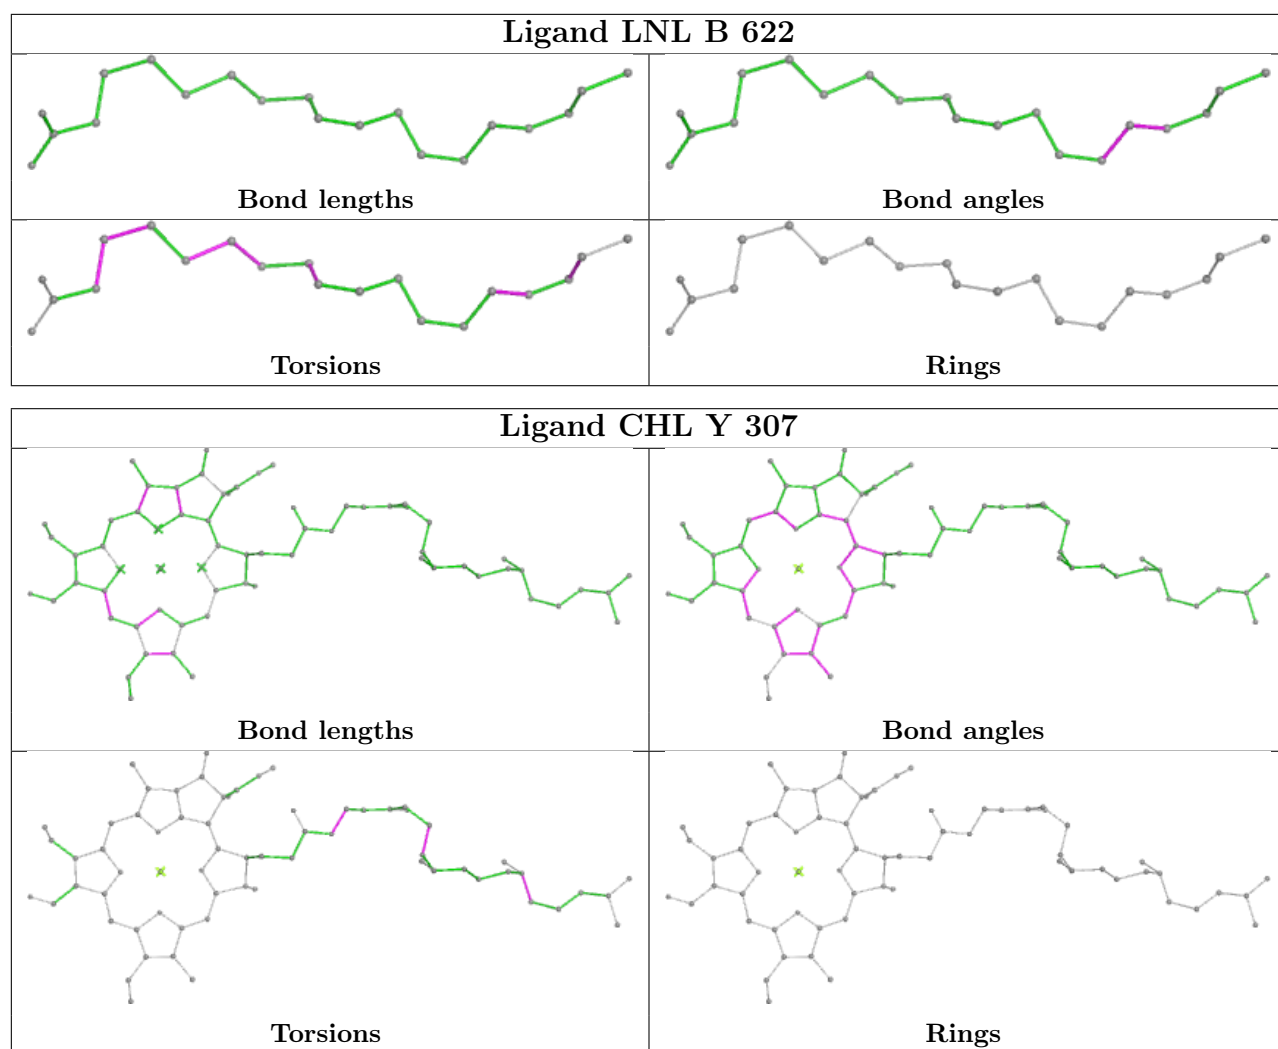 Ligand LNL B 622
Bond lengths
Bond angles
Torsions
Rings
Ligand CHL Y 307
Bond lengths
Bond angles
Torsions
Rings